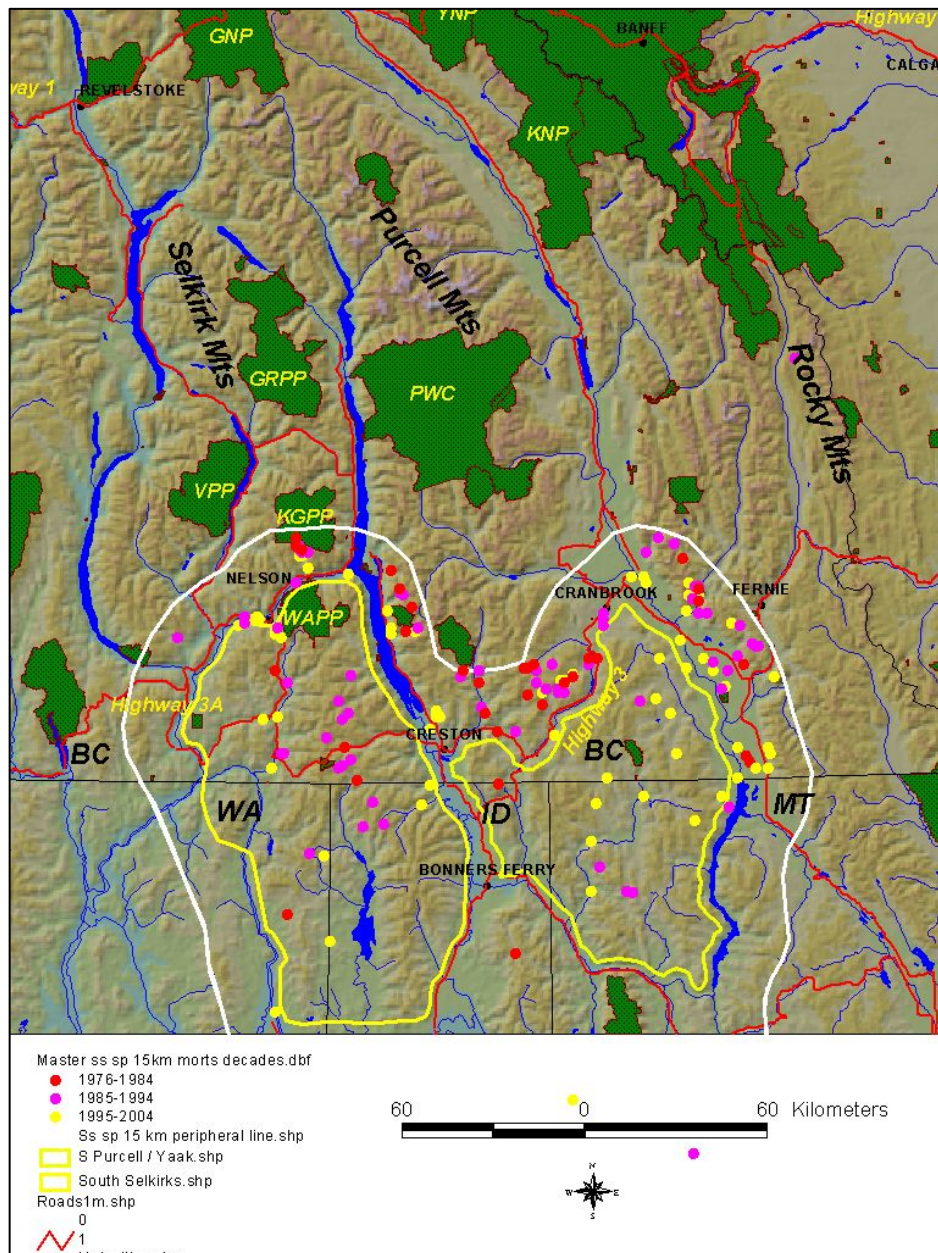 YNP
BANFF
Highway
GNP
CALGA
way 1
REVELSTOKE
KNP
Purcell Mts
Selkirk Mts
GRPP
PWC
Rocky Mts
VPP
KGPP
NELSON
CRANBROOK
FERNIE
WAPP
Highway 3A
Highway 3
CRESTON
BC
BC
WA
ID
MT
BONNERS FERRY
Master ss sp 15km morts decades.dbf
1976-1984
1985-1994
1995-2004
Ss sp 15 km peripheral line.shp
S Purcell / Yaak.shp
South Selkirks.shp
Roads1m.shp
0
1
60 0 60 Kilometers
N
W E
S